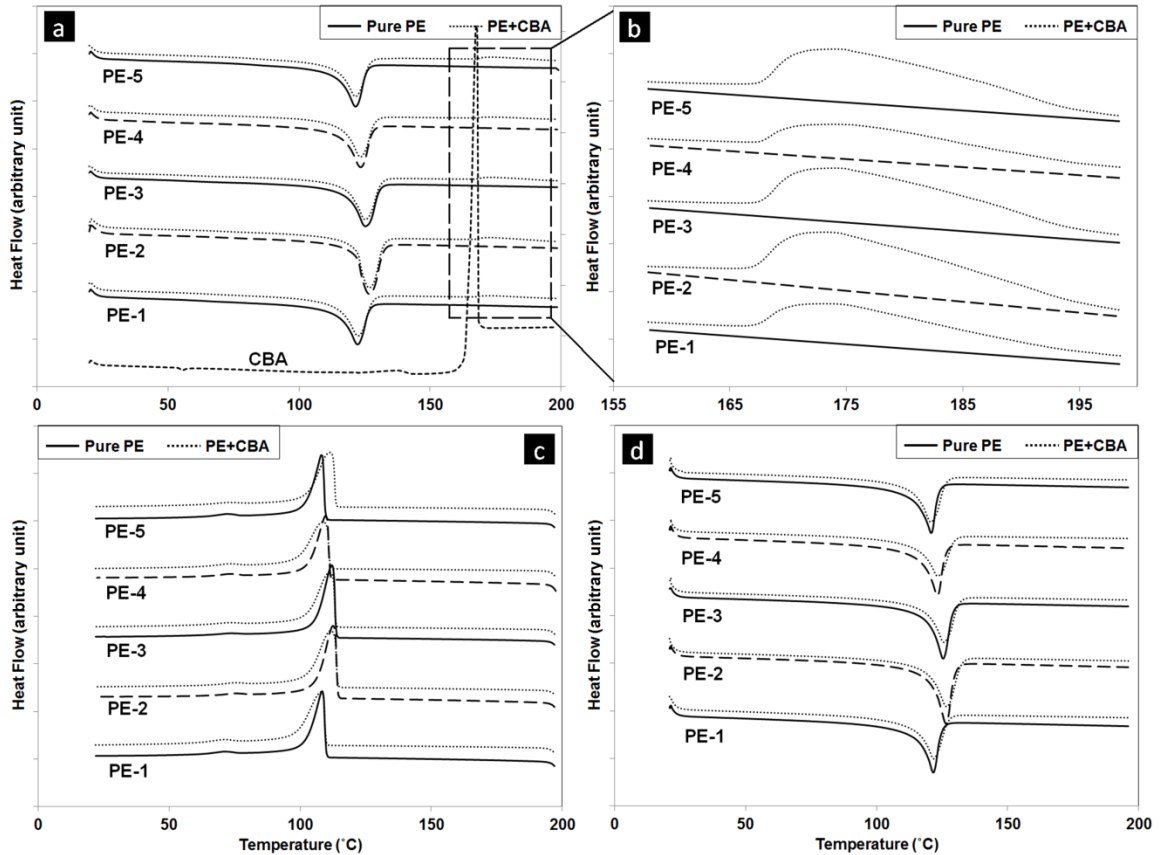 a
Pure PE
PE+CBA
PE-5
PE-4
PE-3
PE-2
PE-1
CBA
Heat Flow (arbitrary unit)
0 50 100 150 200
b
Pure PE
PE+CBA
PE-5
PE-4
PE-3
PE-2
PE-1
Heat Flow (arbitrary unit)
155 165 175 185 195
Pure PE
PE+CBA
c
PE-5
PE-4
PE-3
PE-2
PE-1
Heat Flow (arbitrary unit)
0 50 100 150 200
Temperature (˚C)
Pure PE
PE+CBA
d
PE-5
PE-4
PE-3
PE-2
PE-1
Heat Flow (arbitrary unit)
0 50 100 150 200
Temperature (˚C)